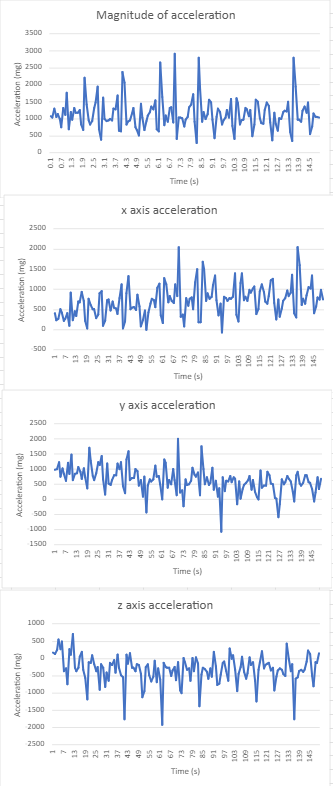 Magnitude of acceleration
3500
3000
2500
2000
1500
1000
500
0
Acceleration (mg)
0.1 0.7 1.3 1.9 2.5 3.1 3.7 4.3 4.9 5.5 6.1 6.7 7.3 7.9 8.5 9.1 9.7 10.3 10.9 11.5 12.1 12.7 13.3 13.9 14.5
Time (s)
x axis acceleration
2500
2000
1500
1000
500
0
500
Acceleration (mg)
1 7 13 19 25 31 37 43 49 55 61 67 73 79 85 91 97 103 109 115 121 127 133 139 145
Time (s)
y axis acceleration
2500
2000
1500
1000
500
0
-500
-1000
-1500
Acceleration (mg)
1 7 13 19 25 31 37 43 49 55 61 67 73 79 85 91 97 103 109 115 121 127 133 139 145
Time (s)
z axis acceleration
1000
500
0
500
1000
1500
2000
2500
Acceleration (mg)
1 7 13 19 25 31 37 43 49 55 61 67 73 79 85 91 97 103 109 115 121 127 133 139 145
Time (s)